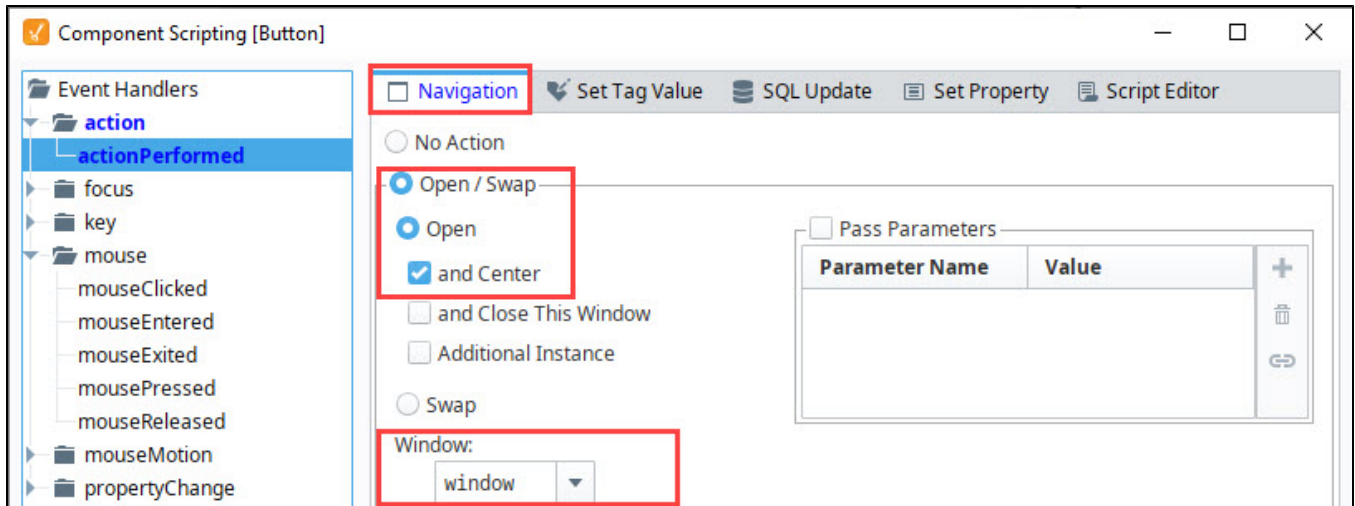 Component Scripting [Button]
Event Handlers
action
actionPerformed
focus
key
mouse
mouseClicked
mouseEntered
mouseExited
mousePressed
mouseReleased
mouseMotion
propertyChange
Navigation Set Tag Value SQL Update Set Property Script Editor
No Action
Open / Swap
Open
and Center
and Close This Window
Additional Instance
Swap
Window:
window
Pass Parameters
Parameter Name Value